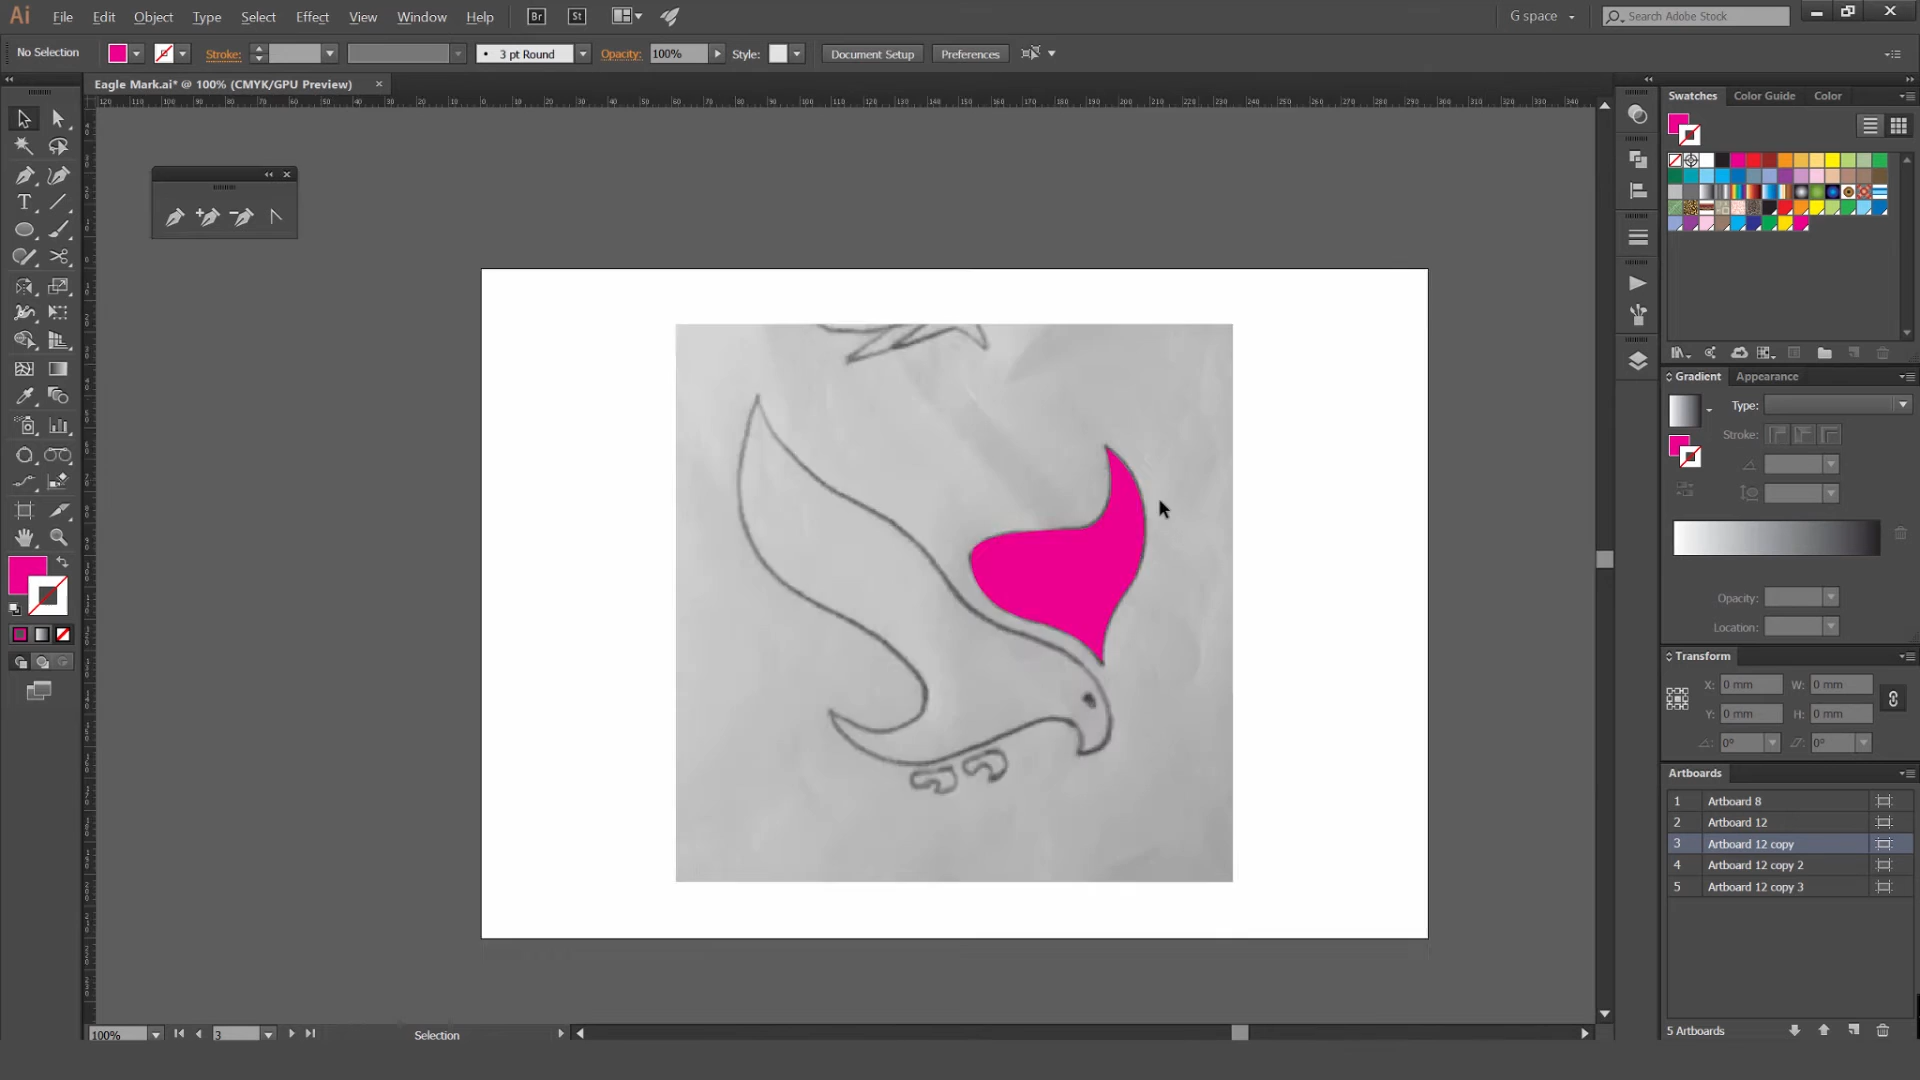 Ai File Edit Object Type Select Effect View Window Help Br St G space Search Adobe Stock
No Selection Stroke: 3 pt Round Opacity: 100% Style: Document Setup Preferences
Eagle Mark.ai* @ 100% (CMYK/GPU Preview)
Swatches Color Guide Color
Gradient Appearance
Type:
Stroke:
Opacity:
Location:
Transform
X: 0 mm W: 0 mm
Y: 0 mm H: 0 mm
0° 0°
Artboards
1 Artboard 8
2 Artboard 12
3 Artboard 12 copy
4 Artboard 12 copy 2
5 Artboard 12 copy 3
5 Artboards
100% 3 Selection